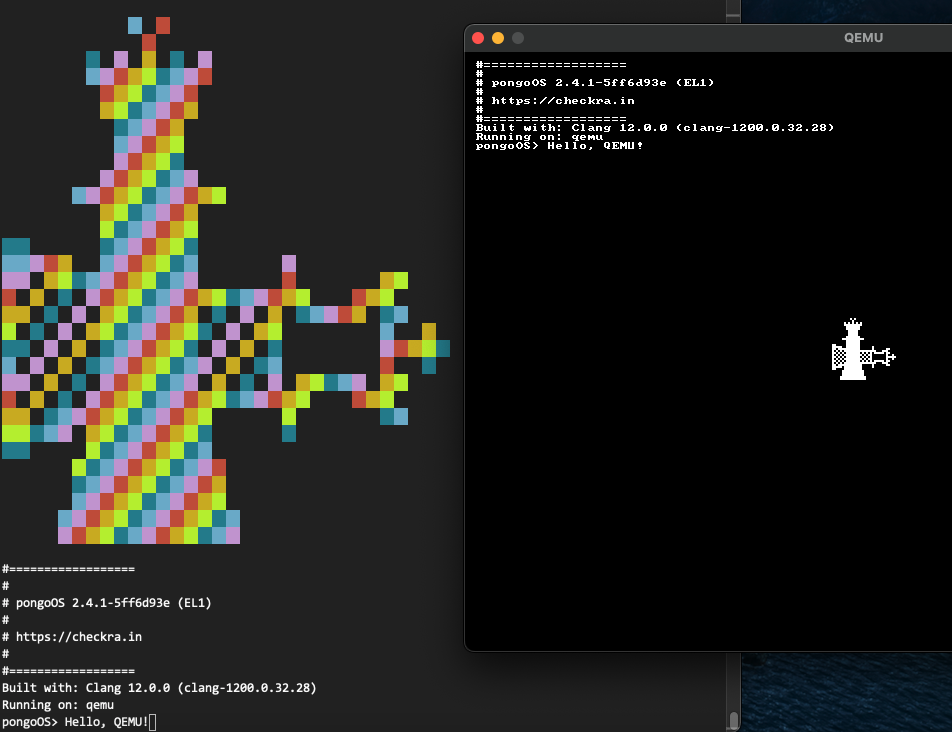 #==================
#
# pongoOS 2.4.1-5ff6d93e (EL1)
#
# https://checkra.in
#
#==================
Built with: Clang 12.0.0 (clang-1200.0.32.28)
Running on: qemu
pongoOS> Hello, QEMU!
QEMU
#===================
#
# pongoOS 2.4.1-5ff6d93e (EL1)
#
# https://checkra.in
#
#===================
Built with: Clang 12.0.0 (clang-1200.0.32.28)
Running on: qemu
pongoOS> Hello, QEMU!